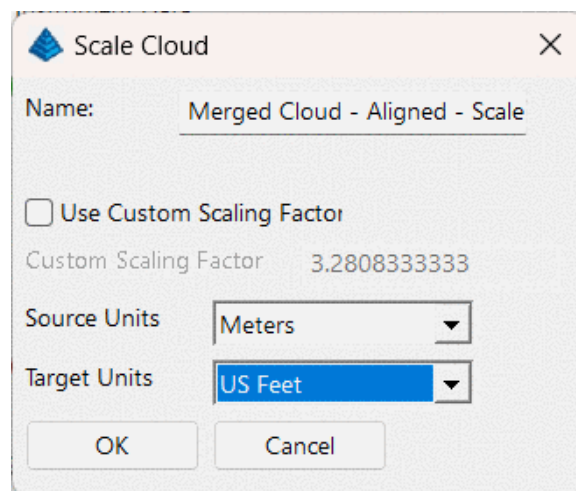 Scale Cloud
Name: Merged Cloud - Aligned - Scale
Use Custom Scaling Factor
Custom Scaling Factor 3.2808333333
Source Units Meters
Target Units US Feet
OK Cancel